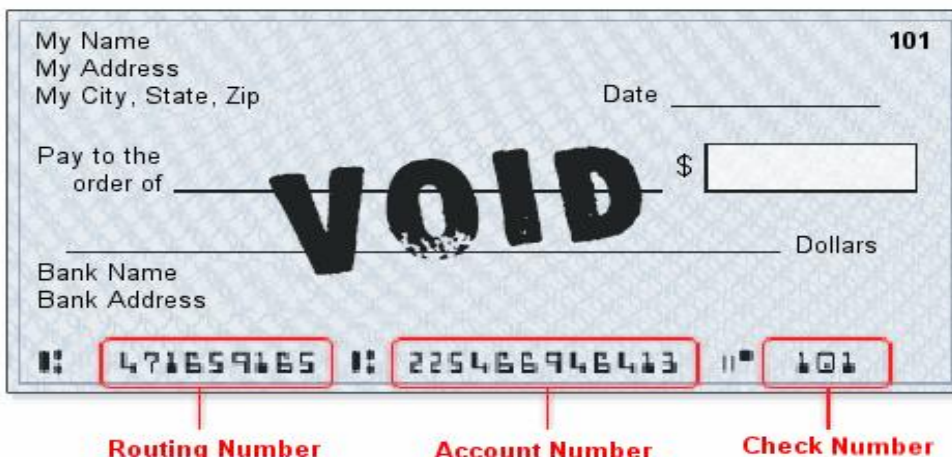 My Name
101
My Address
My City, State, Zip
Date
Pay to the
order of
$
VOID
Dollars
Bank Name
Bank Address
⑆ 471659165 ⑆ 225466946413 ⑈ 101
Routing Number Account Number Check Number